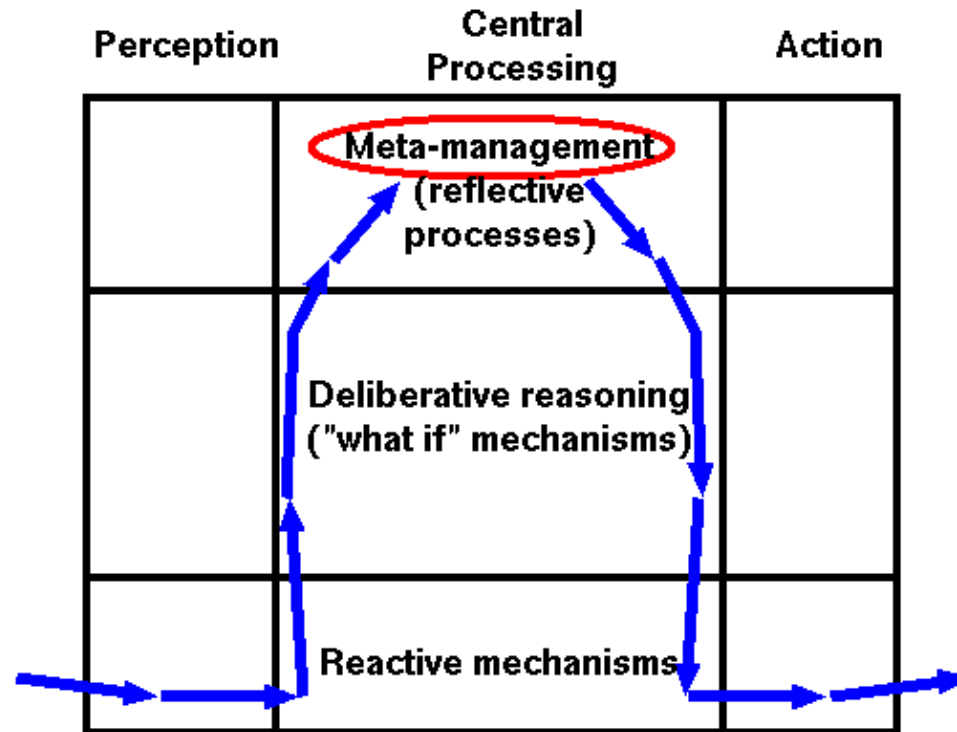 Perception
Central
Processing
Action
Meta-management
(reflective
processes)
Deliberative reasoning
("what if" mechanisms)
Reactive mechanisms